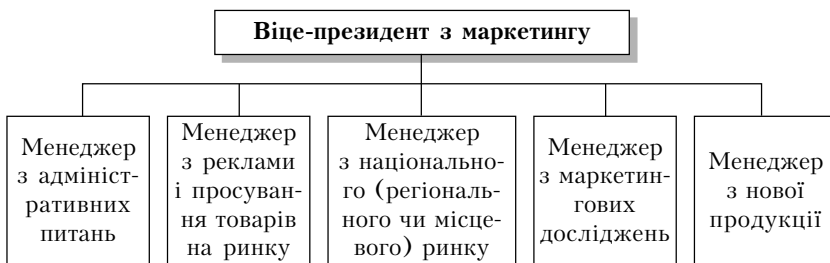 Віце-президент з маркетингу
Менеджер
з адмініст-
ративних
питань
Менеджер
з реклами
і просуван-
ня товарів
на ринку
Менеджер
з національно-
го (регіональ-
ного чи місце-
вого) ринку
Менеджер
з маркетин-
гових
досліджень
Менеджер
з нової
продукції